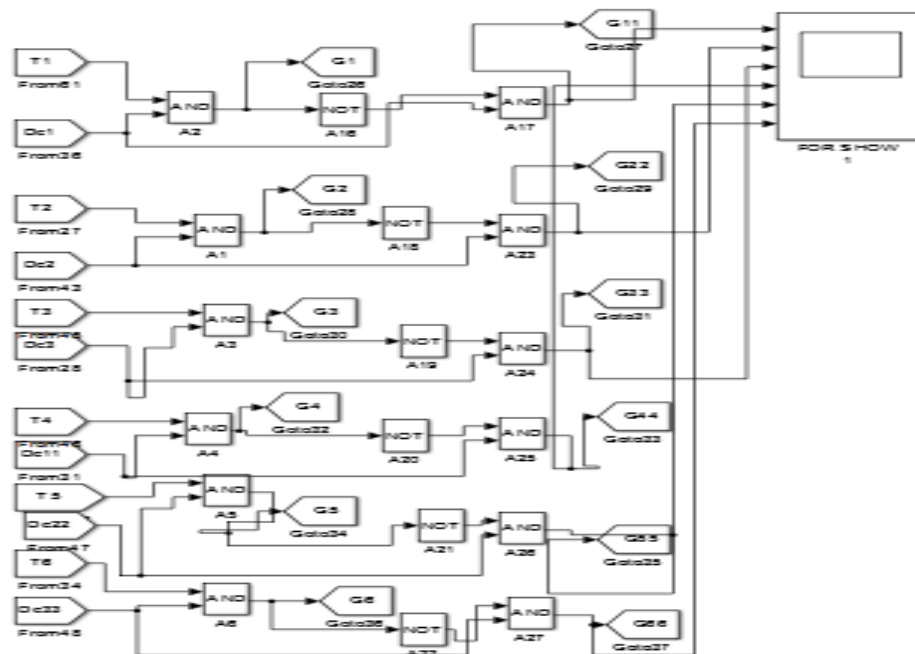 T1
From61
Dc1
From36
AND
A2
G1
Goto26
NOT
A16
AND
A17
G11
Goto27
FOR SHOW
1
T2
From27
Dc2
From43
AND
A1
G2
Goto28
NOT
A18
AND
A23
G22
Goto29
T3
Dc3
From28
AND
A3
G3
Goto30
NOT
A19
AND
A24
G33
Goto31
T4
Dc11
From31
AND
A4
G4
Goto32
NOT
A20
AND
A25
G44
Goto33
T5
Dc22
From47
AND
A5
G5
Goto34
NOT
A21
AND
A26
G55
Goto35
T6
From34
Dc33
From48
AND
A6
G6
Goto36
NOT
AND
A27
G66
Goto37